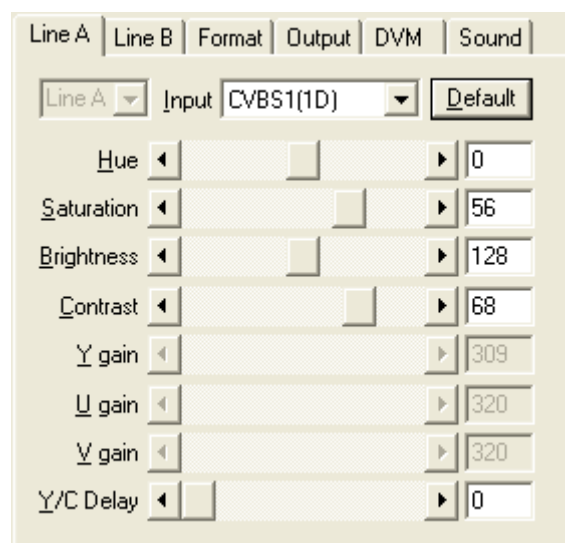 Line A Line B Format Output DVM Sound
Line A Input CVBS1(1D) Default
Hue 0
Saturation 56
Brightness 128
Contrast 68
Y gain 309
U gain 320
V gain 320
Y/C Delay 0